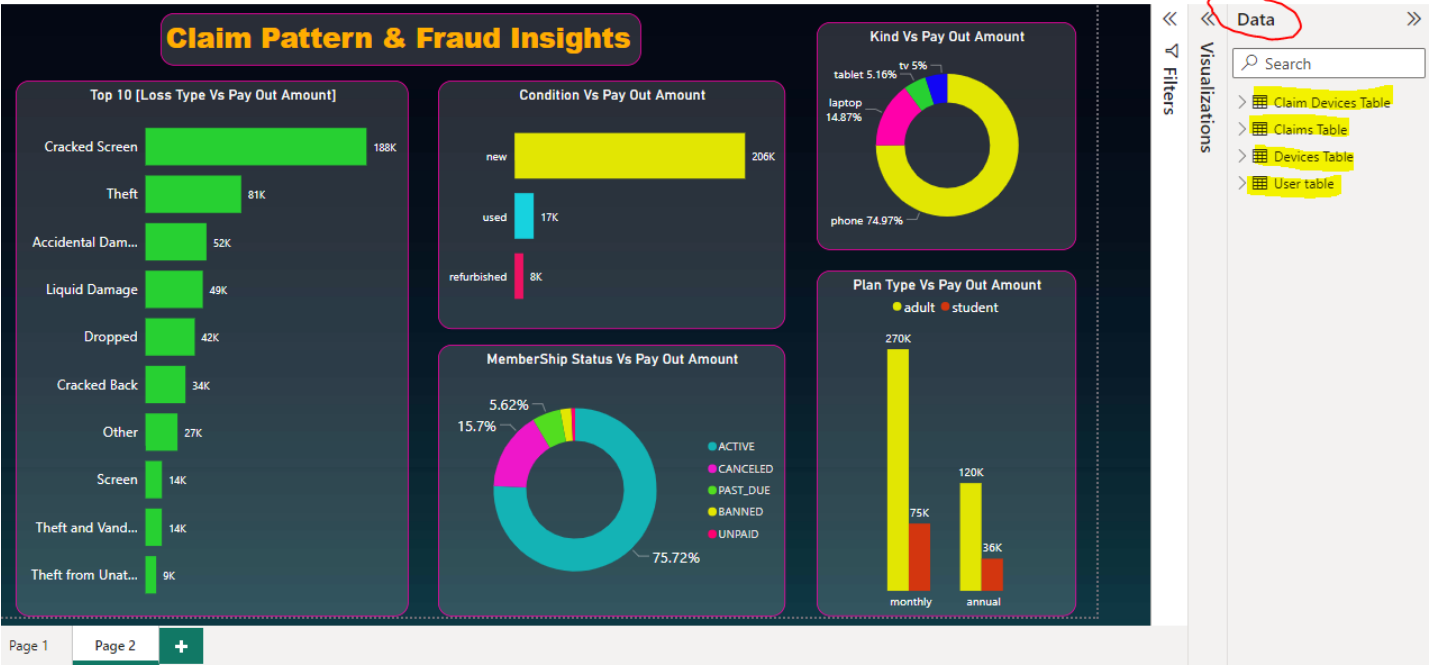 Claim Pattern & Fraud Insights
Top 10 [Loss Type Vs Pay Out Amount]
Cracked Screen 188K
Theft 81K
Accidental Dam... 52K
Liquid Damage 49K
Dropped 42K
Cracked Back 34K
Other 27K
Screen 14K
Theft and Vand... 14K
Theft from Unat... 9K
Condition Vs Pay Out Amount
new 206K
used 17K
refurbished 8K
MemberShip Status Vs Pay Out Amount
5.62%
15.7%
75.72%
ACTIVE
CANCELED
PAST_DUE
BANNED
UNPAID
Kind Vs Pay Out Amount
tv 5%
tablet 5.16%
laptop
14.87%
phone 74.97%
Plan Type Vs Pay Out Amount
adult student
270K
120K
75K
36K
monthly annual
Filters
Visualizations
Data
Search
Claim Devices Table
Claims Table
Devices Table
User table
Page 1 Page 2 +